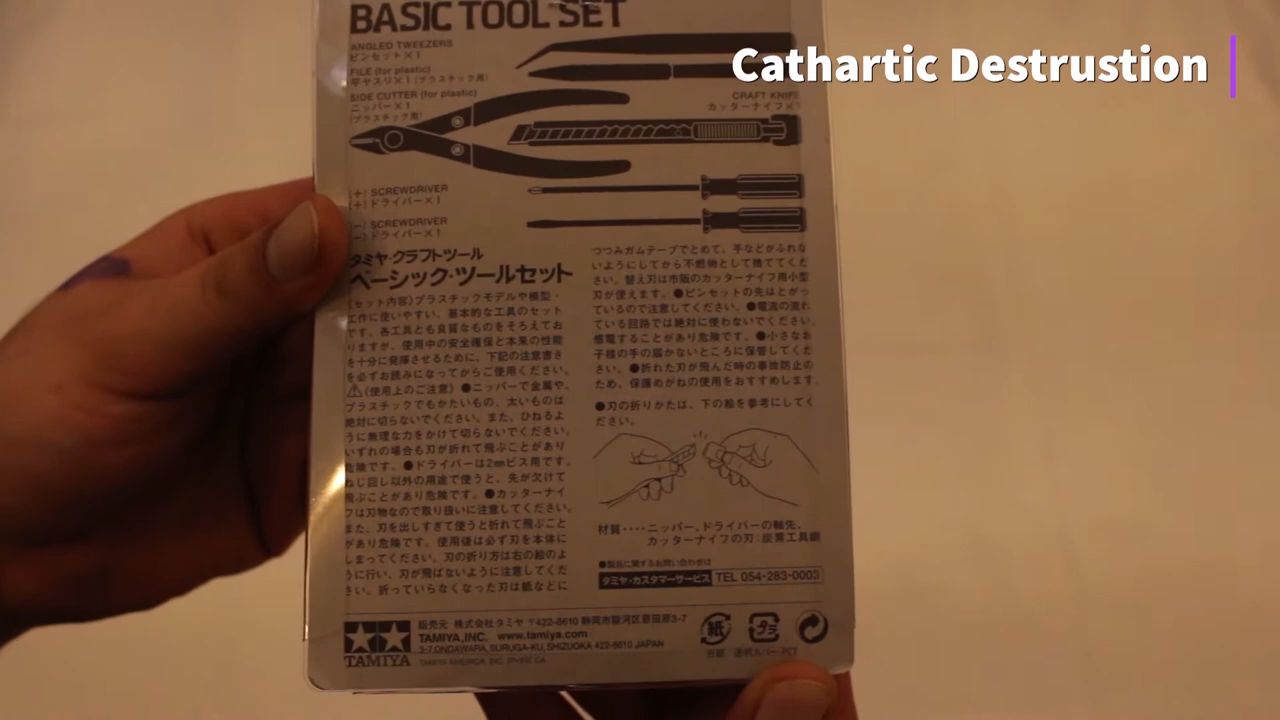 BASIC TOOL SET
Cathartic Destrustion
ANGLED TWEEZERS
ピンセット×1
FILE (for plastic)
平ヤスリ×1 (プラスチック用)
SIDE CUTTER (for plastic)
ニッパー×1
(プラスチック用)
CRAFT KNIFE
カッターナイフ×1
(+) SCREWDRIVER
(+) ドライバー×1
(−) SCREWDRIVER
(−) ドライバー×1
タミヤ・クラフトツール
ベーシック・ツールセット
《セット内容》プラスチックモデルや模型・
工作に使いやすい、基本的な工具のセット
です。各工具とも良質なものをそろえてお
りますが、使用中の安全確保と本来の性能
を十分に発揮させるために、下記の注意書き
を必ずお読みになってからご使用ください。
⚠《使用上のご注意》●ニッパーで金属や、
プラスチックでもかたいもの、太いものは
絶対に切らないでください。また、ひねるよ
うに無理な力をかけて切らないでください。
いずれの場合も刃が折れて飛ぶことがあり
危険です。●ドライバーは2mmビス用です。
ねじ回し以外の用途で使うと、先が欠けて
飛ぶことがあり危険です。●カッターナイ
フは刃物なので取り扱いに注意してください。
また、刃を出しすぎて使うと折れて飛ぶこと
があり危険です。使用後は必ず刃を本体に
しまってください。刃の折り方は右の絵のよ
うに行い、刃が飛ばないように注意してくだ
さい。折っていらなくなった刃は紙などに
つつみガムテープでとめて、手などがふれな
いようにしてから不燃物として捨ててくだ
さい。替え刃は市販のカッターナイフ用小型
刃が使えます。●ピンセットの先はとがっ
ているので注意してください。●電流の流れ
ている回路では絶対に使わないでください。
感電することがあり危険です。●小さなお
子様の手の届かないところに保管してくだ
さい。●折れた刃が飛んだ時の事故防止の
ため、保護めがねの使用をおすすめします。
●刃の折りかたは、下の絵を参考にしてく
ださい。
材質‥‥ニッパー、ドライバーの軸先、
カッターナイフの刃：炭素工具鋼
●製品に関するお問い合わせは
タミヤ・カスタマーサービス TEL 054-283-0003
販売元 株式会社タミヤ 〒422-8610 静岡市駿河区恩田原3-7
TAMIYA, INC. www.tamiya.com
3-7, ONDAWARA, SURUGA-KU, SHIZUOKA 422-8610 JAPAN
TAMIYA AMERICA, INC. IRVINE CA
TAMIYA
紙
プラ
台紙
透明カバー PET